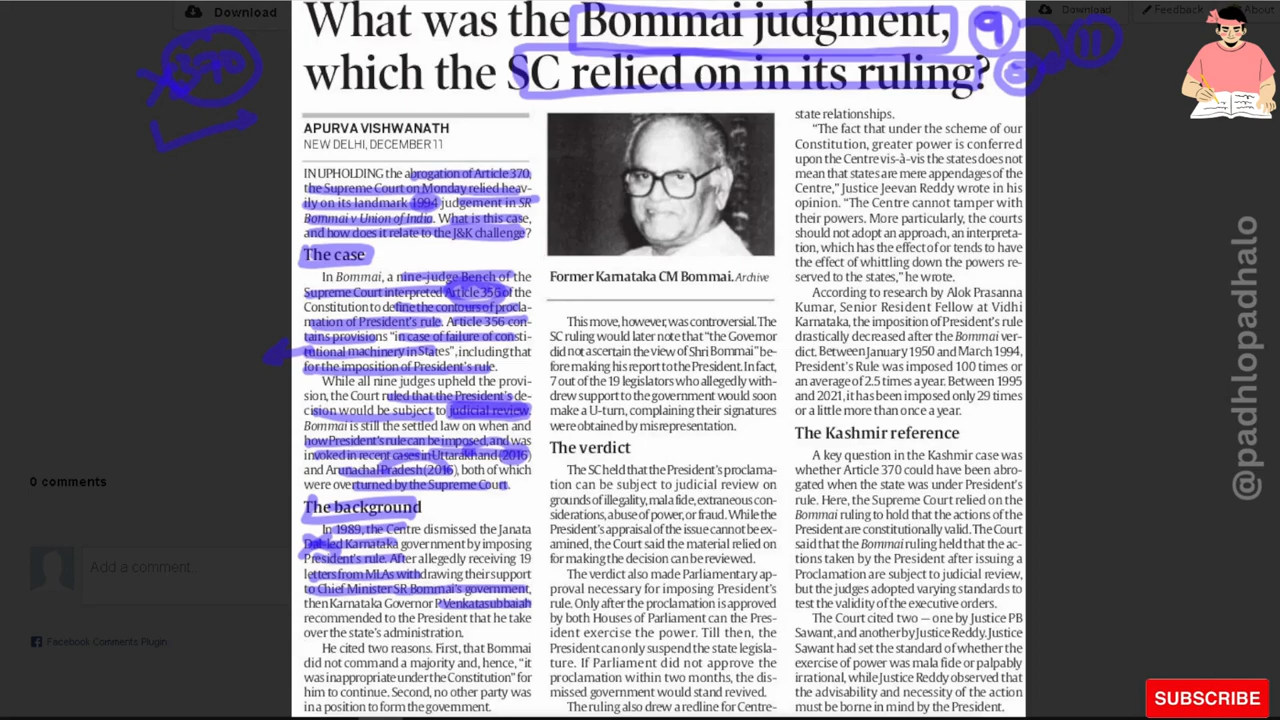 Download
What was the Bommai judgment,
which the SC relied on in its ruling?
9
11
370
Download
Feedback
About
APURVA VISHWANATH
NEW DELHI, DECEMBER 11
IN UPHOLDING the abrogation of Article 370,
the Supreme Court on Monday relied heav-
ily on its landmark 1994 judgement in SR
Bommai v Union of India. What is this case,
and how does it relate to the J&K challenge?
The case
In Bommai, a nine-judge Bench of the
Supreme Court interpreted Article 356 of the
Constitution to define the contours of procla-
mation of President's rule. Article 356 con-
tains provisions "in case of failure of consti-
tutional machinery in States", including that
for the imposition of President's rule.
While all nine judges upheld the provi-
sion, the Court ruled that the President's de-
cision would be subject to judicial review.
Bommai is still the settled law on when and
how President's rule can be imposed, and was
invoked in recent cases in Uttarakhand (2016)
and Arunachal Pradesh (2016), both of which
were overturned by the Supreme Court.
The background
In 1989, the Centre dismissed the Janata
Dal-led Karnataka government by imposing
President's rule. After allegedly receiving 19
letters from MLAs withdrawing their support
to Chief Minister SR Bommai's government,
then Karnataka Governor P Venkatasubbaiah
recommended to the President that he take
over the state's administration.
He cited two reasons. First, that Bommai
did not command a majority and, hence, "it
was inappropriate under the Constitution" for
him to continue. Second, no other party was
in a position to form the government.
Former Karnataka CM Bommai. Archive
This move, however, was controversial. The
SC ruling would later note that "the Governor
did not ascertain the view of Shri Bommai" be-
fore making his report to the President. In fact,
7 out of the 19 legislators who allegedly with-
drew support to the government would soon
make a U-turn, complaining their signatures
were obtained by misrepresentation.
The verdict
The SC held that the President's proclama-
tion can be subject to judicial review on
grounds of illegality, mala fide, extraneous con-
siderations, abuse of power, or fraud. While the
President's appraisal of the issue cannot be ex-
amined, the Court said the material relied on
for making the decision can be reviewed.
The verdict also made Parliamentary ap-
proval necessary for imposing President's
rule. Only after the proclamation is approved
by both Houses of Parliament can the Pres-
ident exercise the power. Till then, the
President can only suspend the state legisla-
ture. If Parliament did not approve the
proclamation within two months, the dis-
missed government would stand revived.
The ruling also drew a redline for Centre-
state relationships.
"The fact that under the scheme of our
Constitution, greater power is conferred
upon the Centre vis-à-vis the states does not
mean that states are mere appendages of the
Centre," Justice Jeevan Reddy wrote in his
opinion. "The Centre cannot tamper with
their powers. More particularly, the courts
should not adopt an approach, an interpreta-
tion, which has the effect of or tends to have
the effect of whittling down the powers re-
served to the states," he wrote.
According to research by Alok Prasanna
Kumar, Senior Resident Fellow at Vidhi
Karnataka, the imposition of President's rule
drastically decreased after the Bommai ver-
dict. Between January 1950 and March 1994,
President's Rule was imposed 100 times or
an average of 2.5 times a year. Between 1995
and 2021, it has been imposed only 29 times
or a little more than once a year.
The Kashmir reference
A key question in the Kashmir case was
whether Article 370 could have been abro-
gated when the state was under President's
rule. Here, the Supreme Court relied on the
Bommai ruling to hold that the actions of the
President are constitutionally valid. The Court
said that the Bommai ruling held that the ac-
tions taken by the President after issuing a
Proclamation are subject to judicial review,
but the judges adopted varying standards to
test the validity of the executive orders.
The Court cited two — one by Justice PB
Sawant, and another by Justice Reddy. Justice
Sawant had set the standard of whether the
exercise of power was mala fide or palpably
irrational, while Justice Reddy observed that
the advisability and necessity of the action
must be borne in mind by the President.
0 comments
Add a comment...
Facebook Comments Plugin
@padhlopadhalo
SUBSCRIBE